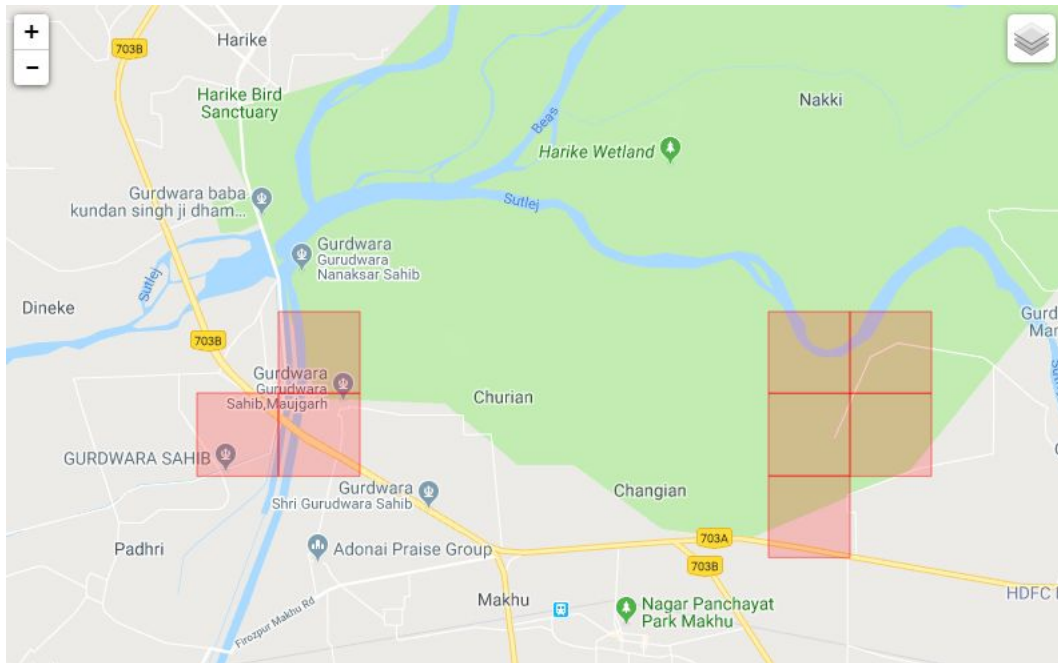 +
−
703B
Harike
Harike Bird
Sanctuary
Nakki
Beas
Harike Wetland
Gurdwara baba
kundan singh ji dham...
Sutlej
Gurdwara
Gurudwara
Nanaksar Sahib
Sutlej
Dineke
703B
Gurdwara
Gurudwara
Sahib,Maujgarh
Churian
GURDWARA SAHIB
Gurdwara
Shri Gurudwara Sahib
Changian
Padhri
Adonai Praise Group
703A
703B
Makhu
HDFC
Nagar Panchayat
Park Makhu
Firozpur Makhu Rd